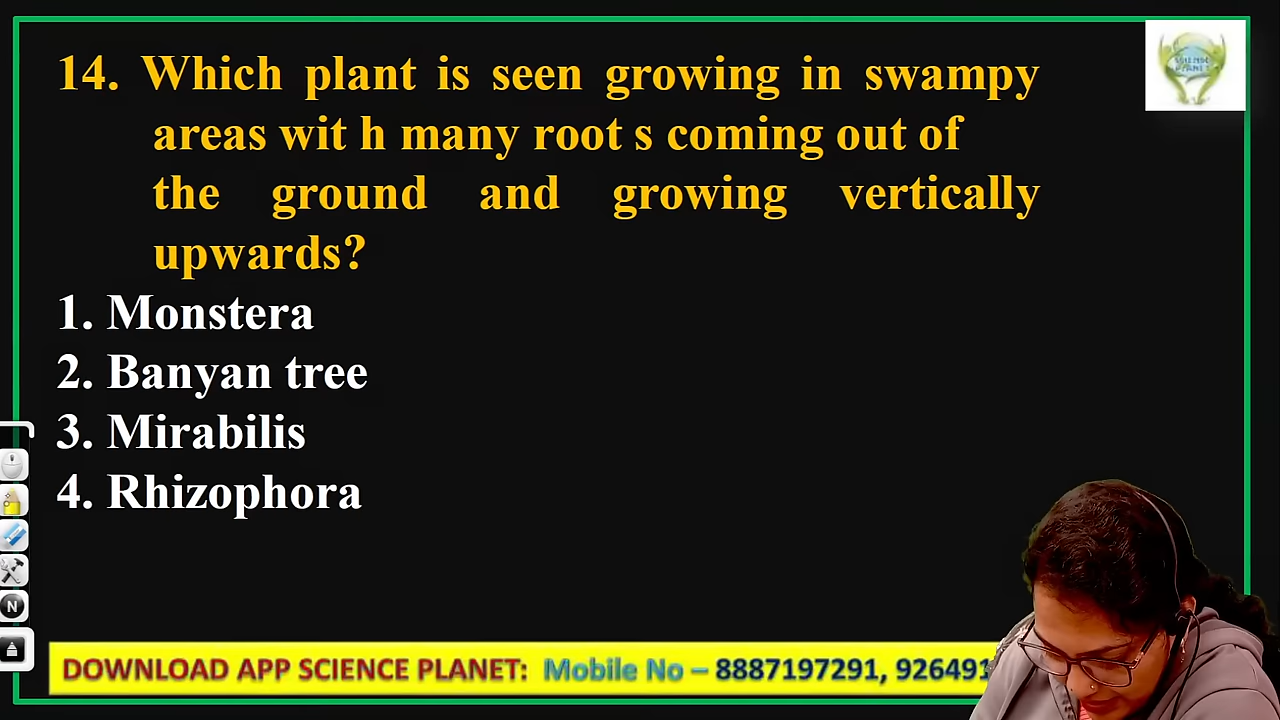 14. Which plant is seen growing in swampy
areas wit h many root s coming out of
the ground and growing vertically
upwards?
1. Monstera
2. Banyan tree
3. Mirabilis
4. Rhizophora
N
DOWNLOAD APP SCIENCE PLANET: Mobile No – 8887197291, 926491